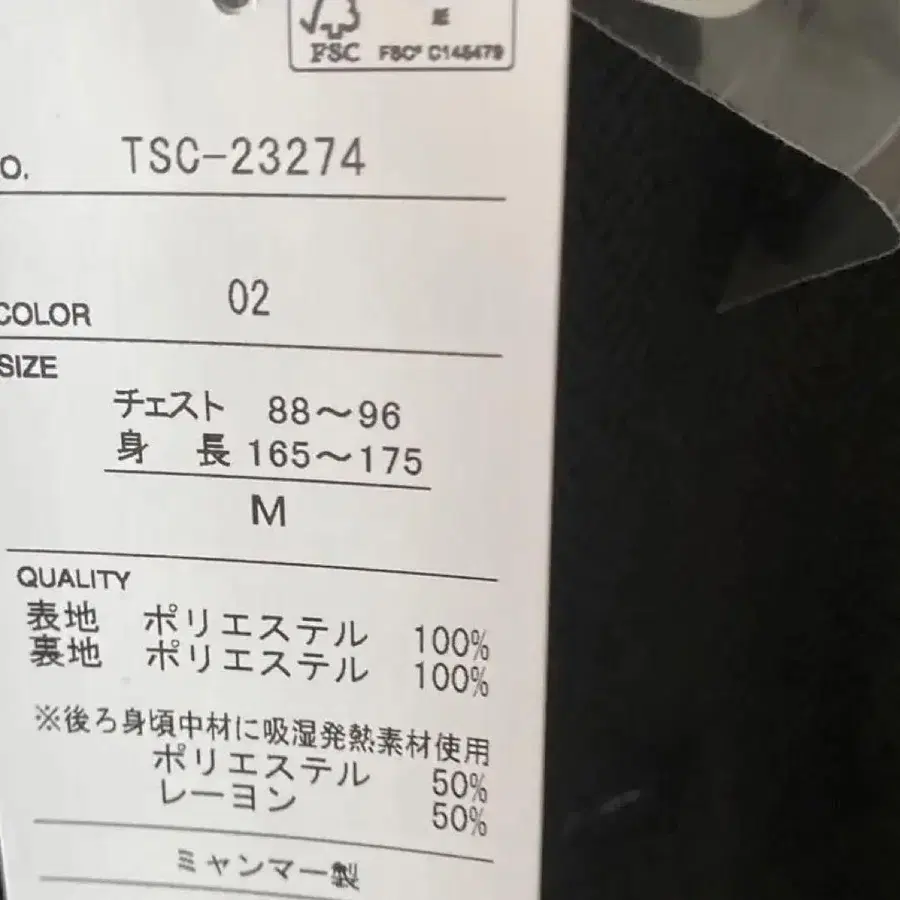 紙
FSC FSC® C145479
O. TSC-23274
COLOR 02
SIZE
チェスト 88～96
身 長 165～175
M
QUALITY
表地 ポリエステル 100%
裏地 ポリエステル 100%
※後ろ身頃中材に吸湿発熱素材使用
ポリエステル 50%
レーヨン 50%
ミャンマー製